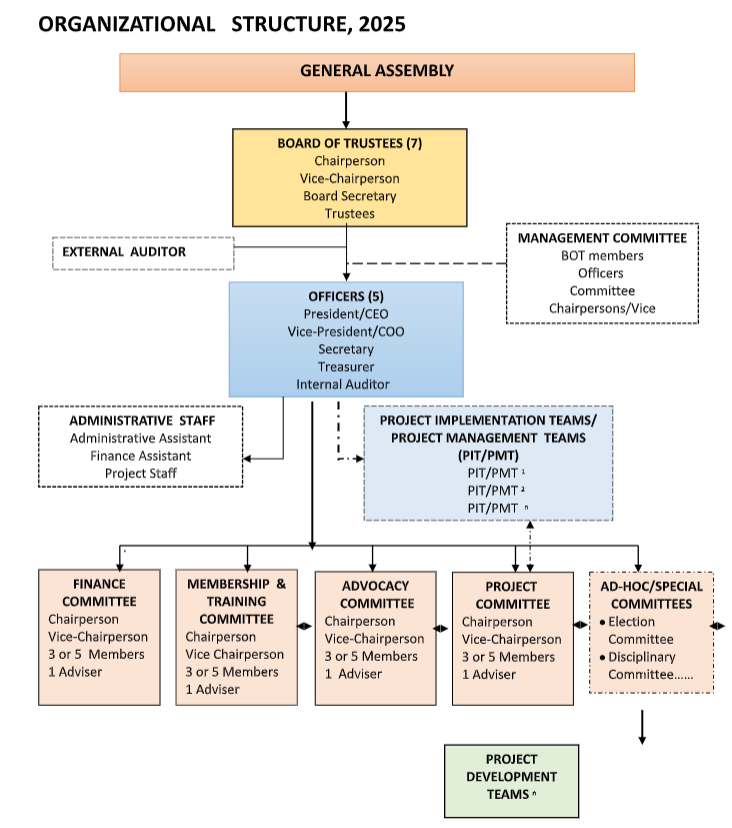 ORGANIZATIONAL STRUCTURE, 2025
GENERAL ASSEMBLY
BOARD OF TRUSTEES (7)
Chairperson
Vice-Chairperson
Board Secretary
Trustees
EXTERNAL AUDITOR
MANAGEMENT COMMITTEE
BOT members
Officers
Committee
Chairpersons/Vice
OFFICERS (5)
President/CEO
Vice-President/COO
Secretary
Treasurer
Internal Auditor
ADMINISTRATIVE STAFF
Administrative Assistant
Finance Assistant
Project Staff
PROJECT IMPLEMENTATION TEAMS/
PROJECT MANAGEMENT TEAMS
(PIT/PMT)
PIT/PMT ¹
PIT/PMT ²
PIT/PMT ⁿ
FINANCE
COMMITTEE
Chairperson
Vice-Chairperson
3 or 5 Members
1 Adviser
MEMBERSHIP &
TRAINING
COMMITTEE
Chairperson
Vice Chairperson
3 or 5 Members
1 Adviser
ADVOCACY
COMMITTEE
Chairperson
Vice-Chairperson
3 or 5 Members
1 Adviser
PROJECT
COMMITTEE
Chairperson
Vice-Chairperson
3 or 5 Members
1 Adviser
AD-HOC/SPECIAL
COMMITTEES
• Election
Committee
• Disciplinary
Committee......
PROJECT
DEVELOPMENT
TEAMS ⁿ